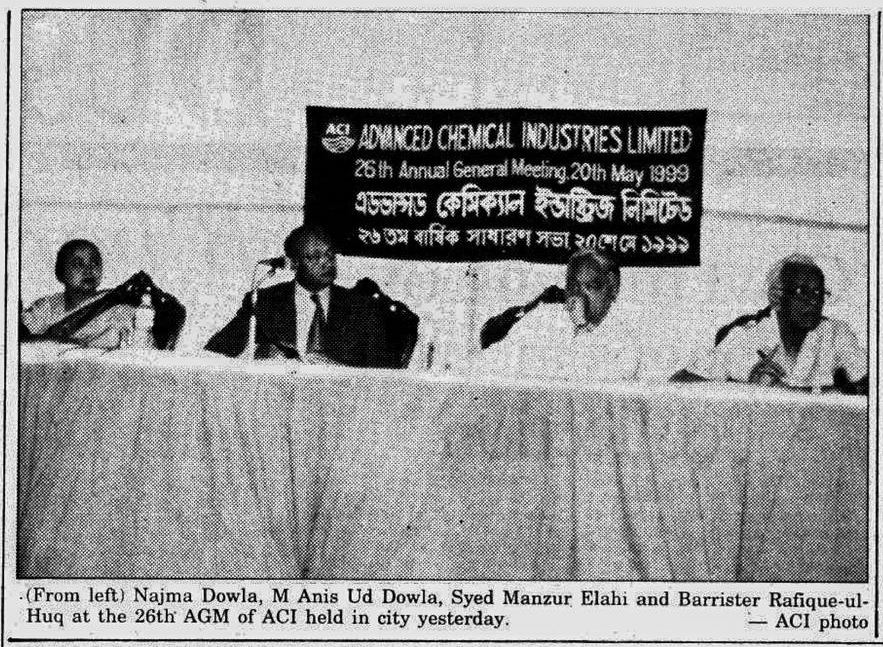 ACI ADVANCED CHEMICAL INDUSTRIES LIMITED
26th Annual General Meeting, 20th May 1999
এডভান্সড কেমিক্যাল ইন্ডাস্ট্রিজ লিমিটেড
২৬ তম বার্ষিক সাধারণ সভা ২০শে মে ১৯৯৯
(From left) Najma Dowla, M Anis Ud Dowla, Syed Manzur Elahi and Barrister Rafique-ul-
Huq at the 26th AGM of ACI held in city yesterday. — ACI photo